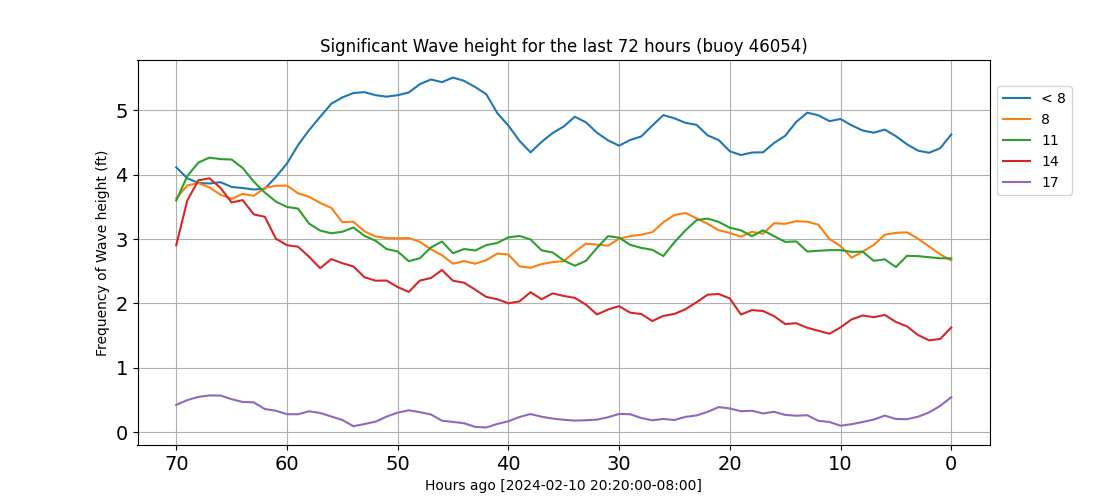 Significant Wave height for the last 72 hours (buoy 46054)
Frequency of Wave height (ft)
5
4
3
2
1
0
70 60 50 40 30 20 10 0
Hours ago [2024-02-10 20:20:00-08:00]
< 8
8
11
14
17